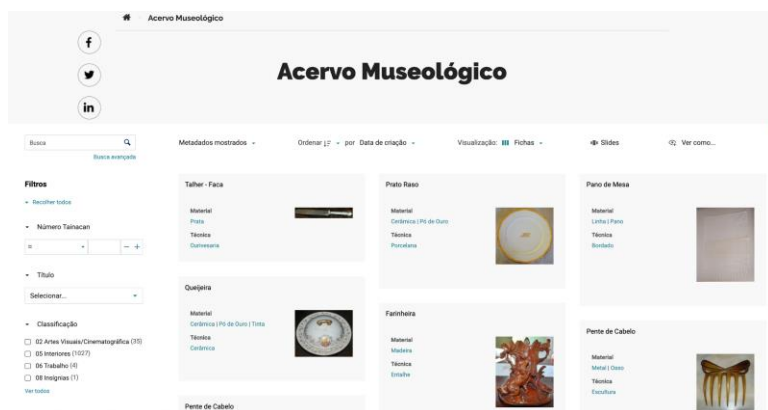 Acervo Museológico
f
in
Acervo Museológico
Busca
Busca avançada
Metadados mostrados
Ordenar por Data de criação
Visualização: Fichas
Slides
Ver como...
Filtros
Recolher todos
Número Tainacan
=
− +
Título
Selecionar...
Classificação
02 Artes Visuais/Cinematográfica (35)
05 Interiores (1027)
06 Trabalho (4)
08 Insígnias (1)
Ver todos
Talher - Faca
Material
Prata
Técnica
Ourivesaria
Queijeira
Material
Cerâmica | Pó de Ouro | Tinta
Técnica
Cerâmica
Pente de Cabelo
Prato Raso
Material
Cerâmica | Pó de Ouro
Técnica
Porcelana
Farinheira
Material
Madeira
Técnica
Entalhe
Pano de Mesa
Material
Linha | Pano
Técnica
Bordado
Pente de Cabelo
Material
Metal | Osso
Técnica
Escultura